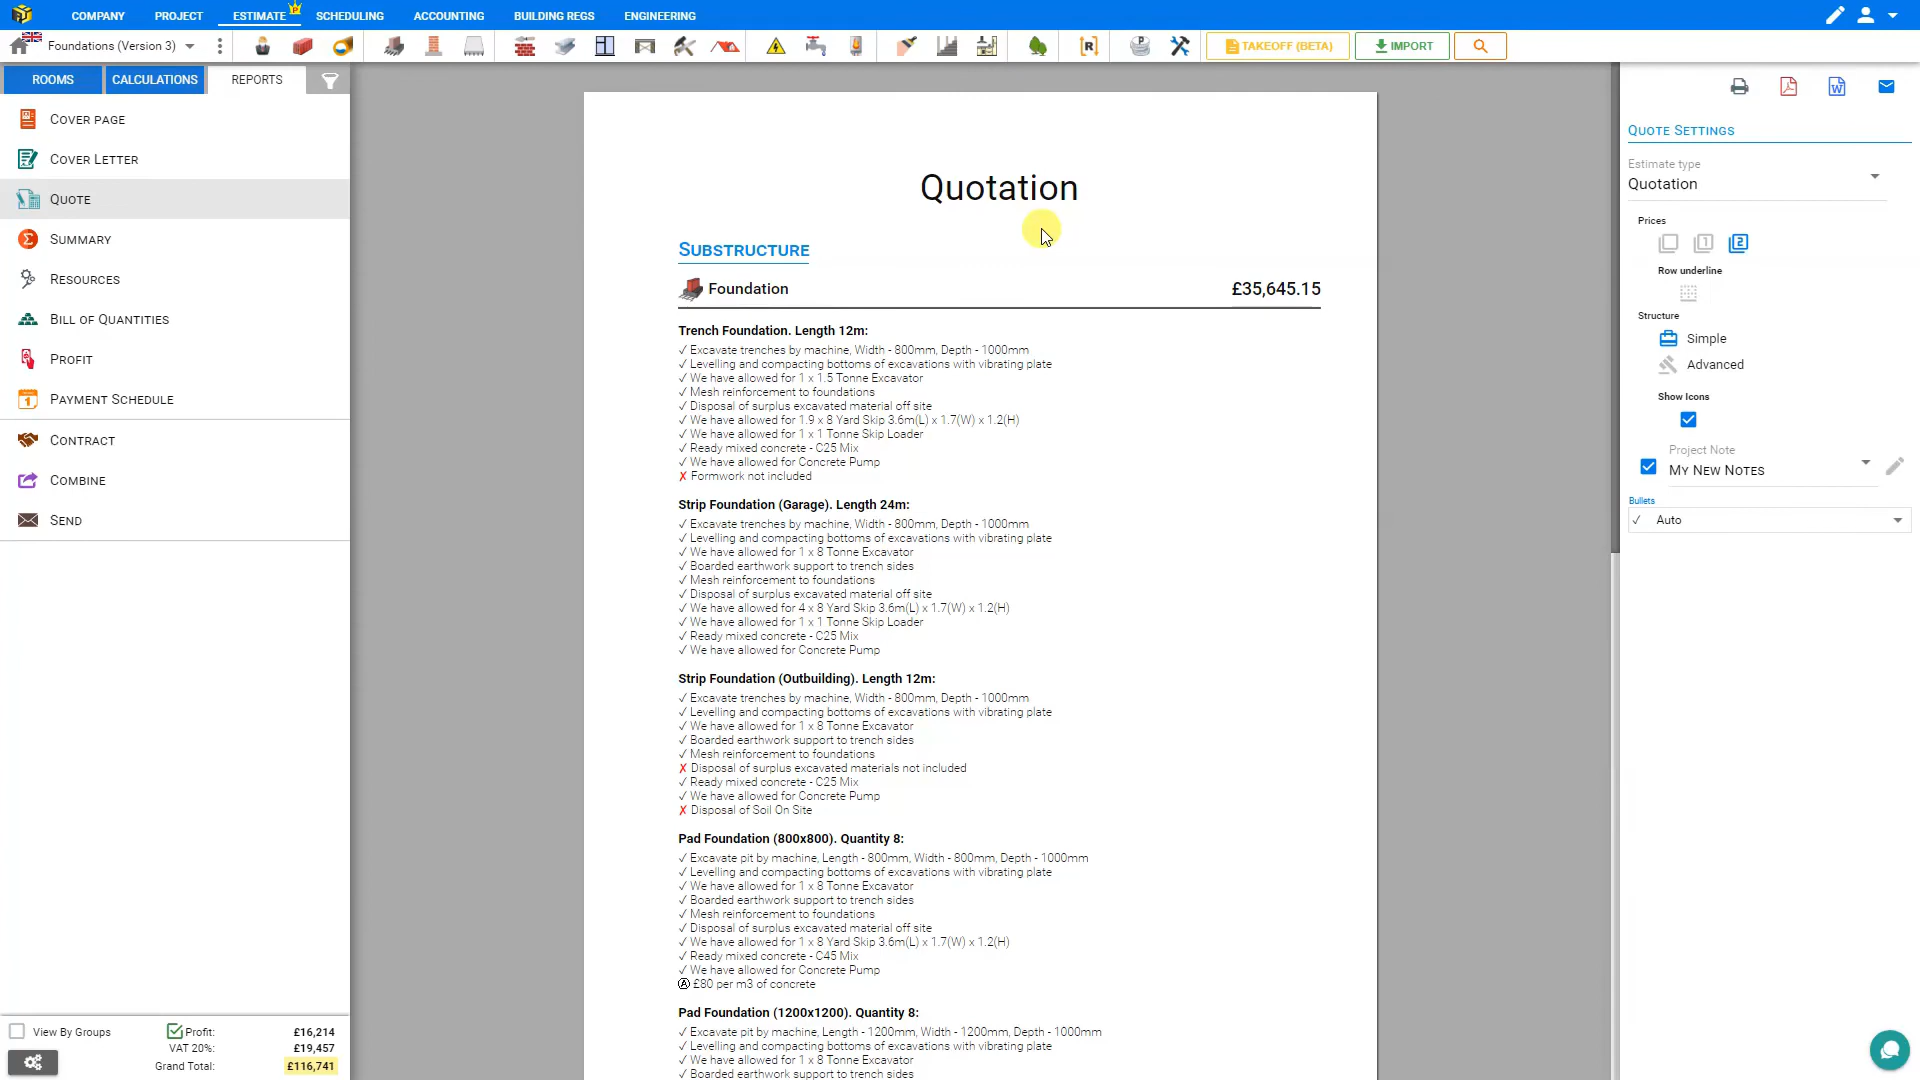 COMPANY
PROJECT
ESTIMATE
SCHEDULING
ACCOUNTING
BUILDING REGS
ENGINEERING
Foundations (Version 3)
TAKEOFF (BETA)
IMPORT
ROOMS
CALCULATIONS
REPORTS
COVER PAGE
COVER LETTER
QUOTE
SUMMARY
RESOURCES
BILL OF QUANTITIES
PROFIT
PAYMENT SCHEDULE
CONTRACT
COMBINE
SEND
View By Groups
Profit: £16,214
VAT 20%: £19,457
Grand Total: £116,741
Quotation
SUBSTRUCTURE
Foundation £35,645.15
Trench Foundation. Length 12m:
✓ Excavate trenches by machine, Width - 800mm, Depth - 1000mm
✓ Levelling and compacting bottoms of excavations with vibrating plate
✓ We have allowed for 1 x 1.5 Tonne Excavator
✓ Mesh reinforcement to foundations
✓ Disposal of surplus excavated material off site
✓ We have allowed for 1.9 x 8 Yard Skip 3.6m(L) x 1.7(W) x 1.2(H)
✓ We have allowed for 1 x 1 Tonne Skip Loader
✓ Ready mixed concrete - C25 Mix
✓ We have allowed for Concrete Pump
✗ Formwork not included
Strip Foundation (Garage). Length 24m:
✓ Excavate trenches by machine, Width - 800mm, Depth - 1000mm
✓ Levelling and compacting bottoms of excavations with vibrating plate
✓ We have allowed for 1 x 8 Tonne Excavator
✓ Boarded earthwork support to trench sides
✓ Mesh reinforcement to foundations
✓ Disposal of surplus excavated material off site
✓ We have allowed for 4 x 8 Yard Skip 3.6m(L) x 1.7(W) x 1.2(H)
✓ We have allowed for 1 x 1 Tonne Skip Loader
✓ Ready mixed concrete - C25 Mix
✓ We have allowed for Concrete Pump
Strip Foundation (Outbuilding). Length 12m:
✓ Excavate trenches by machine, Width - 800mm, Depth - 1000mm
✓ Levelling and compacting bottoms of excavations with vibrating plate
✓ We have allowed for 1 x 8 Tonne Excavator
✓ Boarded earthwork support to trench sides
✓ Mesh reinforcement to foundations
✗ Disposal of surplus excavated materials not included
✓ Ready mixed concrete - C25 Mix
✓ We have allowed for Concrete Pump
✗ Disposal of Soil On Site
Pad Foundation (800x800). Quantity 8:
✓ Excavate pit by machine, Length - 800mm, Width - 800mm, Depth - 1000mm
✓ Levelling and compacting bottoms of excavations with vibrating plate
✓ We have allowed for 1 x 8 Tonne Excavator
✓ Boarded earthwork support to trench sides
✓ Mesh reinforcement to foundations
✓ Disposal of surplus excavated material off site
✓ We have allowed for 1 x 8 Yard Skip 3.6m(L) x 1.7(W) x 1.2(H)
✓ Ready mixed concrete - C45 Mix
✓ We have allowed for Concrete Pump
Ⓐ £80 per m3 of concrete
Pad Foundation (1200x1200). Quantity 8:
✓ Excavate pit by machine, Length - 1200mm, Width - 1200mm, Depth - 1000mm
✓ Levelling and compacting bottoms of excavations with vibrating plate
✓ We have allowed for 1 x 8 Tonne Excavator
✓ Boarded earthwork support to trench sides
QUOTE SETTINGS
Estimate type
Quotation
Prices
1
2
Row underline
Structure
Simple
Advanced
Show Icons
Project Note
MY NEW NOTES
Bullets
✓ Auto